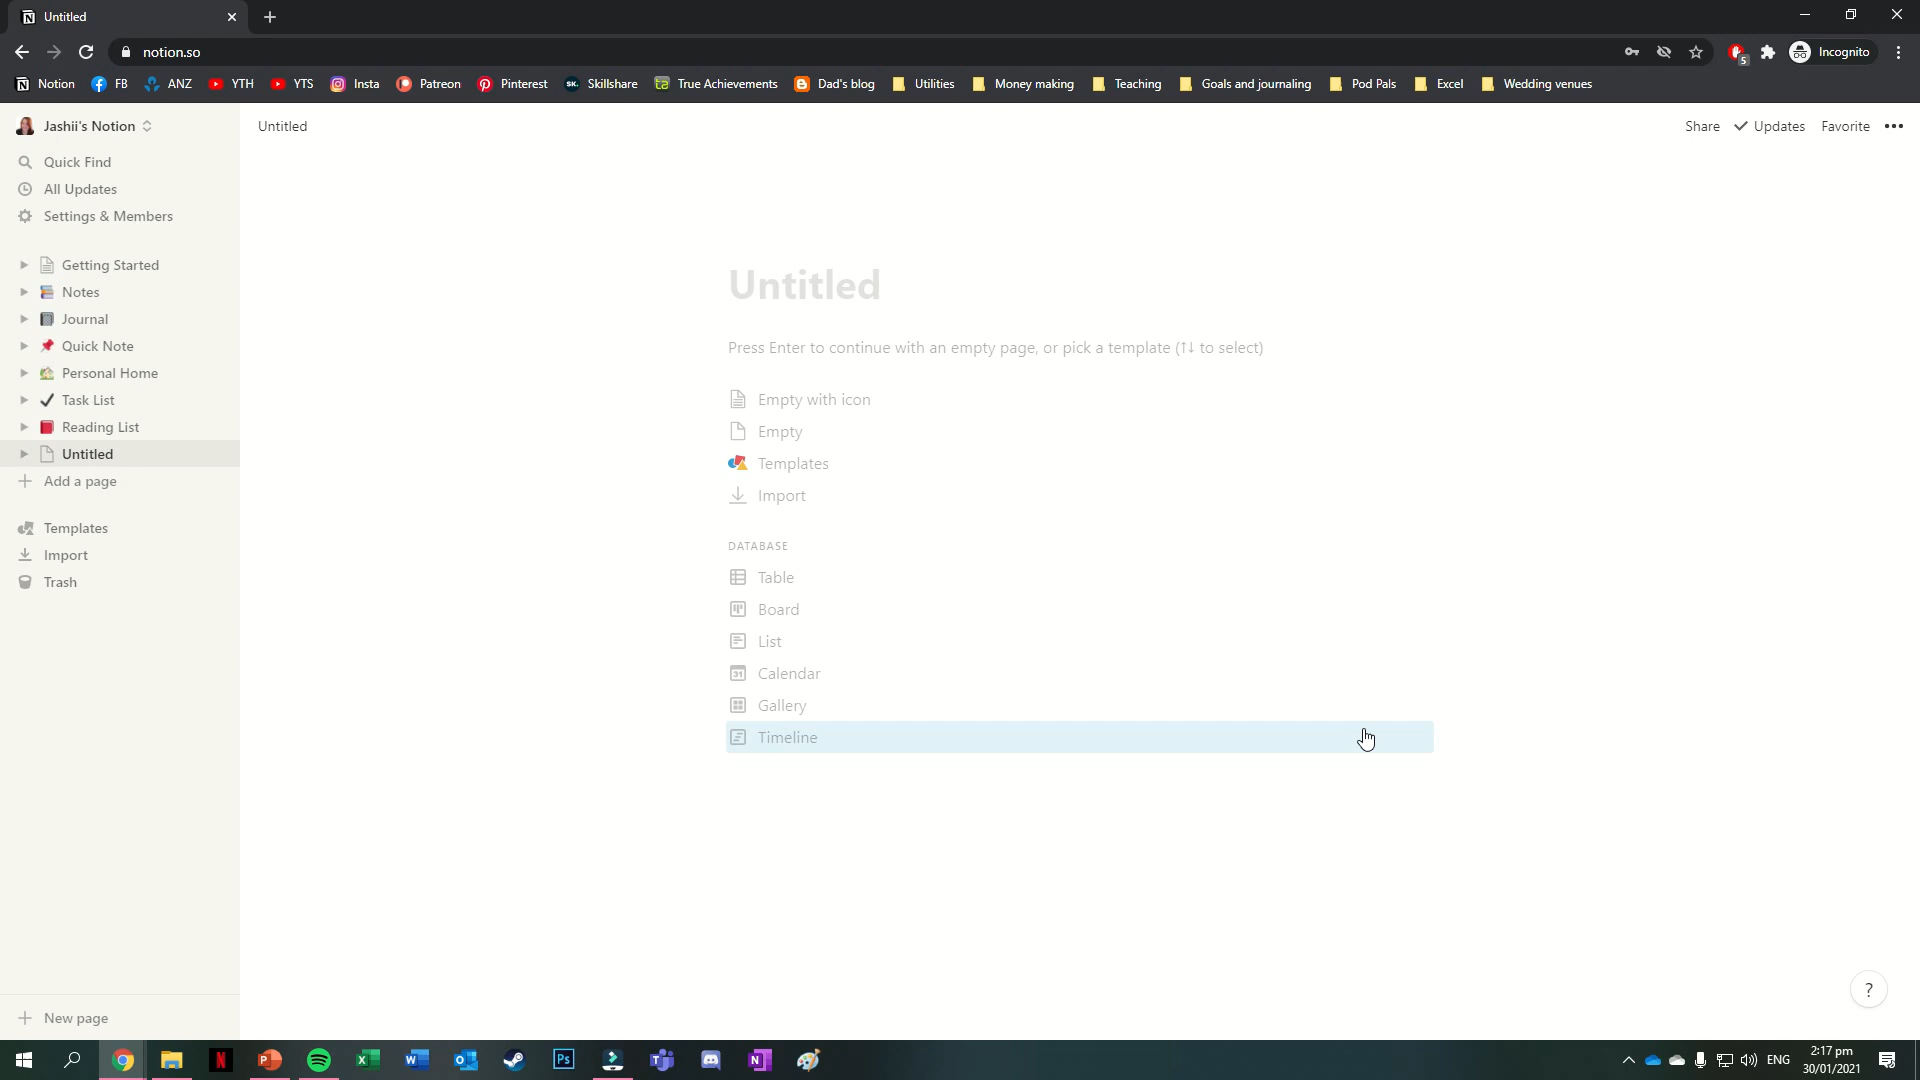 Untitled
notion.so
5
Incognito
Notion FB ANZ YTH YTS Insta Patreon Pinterest SK. Skillshare ta True Achievements Dad's blog Utilities Money making Teaching Goals and journaling Pod Pals Excel Wedding venues
Jashii's Notion
Untitled
Share Updates Favorite
Quick Find
All Updates
Settings & Members
Getting Started
Notes
Journal
Quick Note
Personal Home
Task List
Reading List
Untitled
Add a page
Templates
Import
Trash
New page
Untitled
Press Enter to continue with an empty page, or pick a template (↑↓ to select)
Empty with icon
Empty
Templates
Import
DATABASE
Table
Board
List
31 Calendar
Gallery
Timeline
?
N P X W O Ps T N
ENG
2:17 pm
30/01/2021